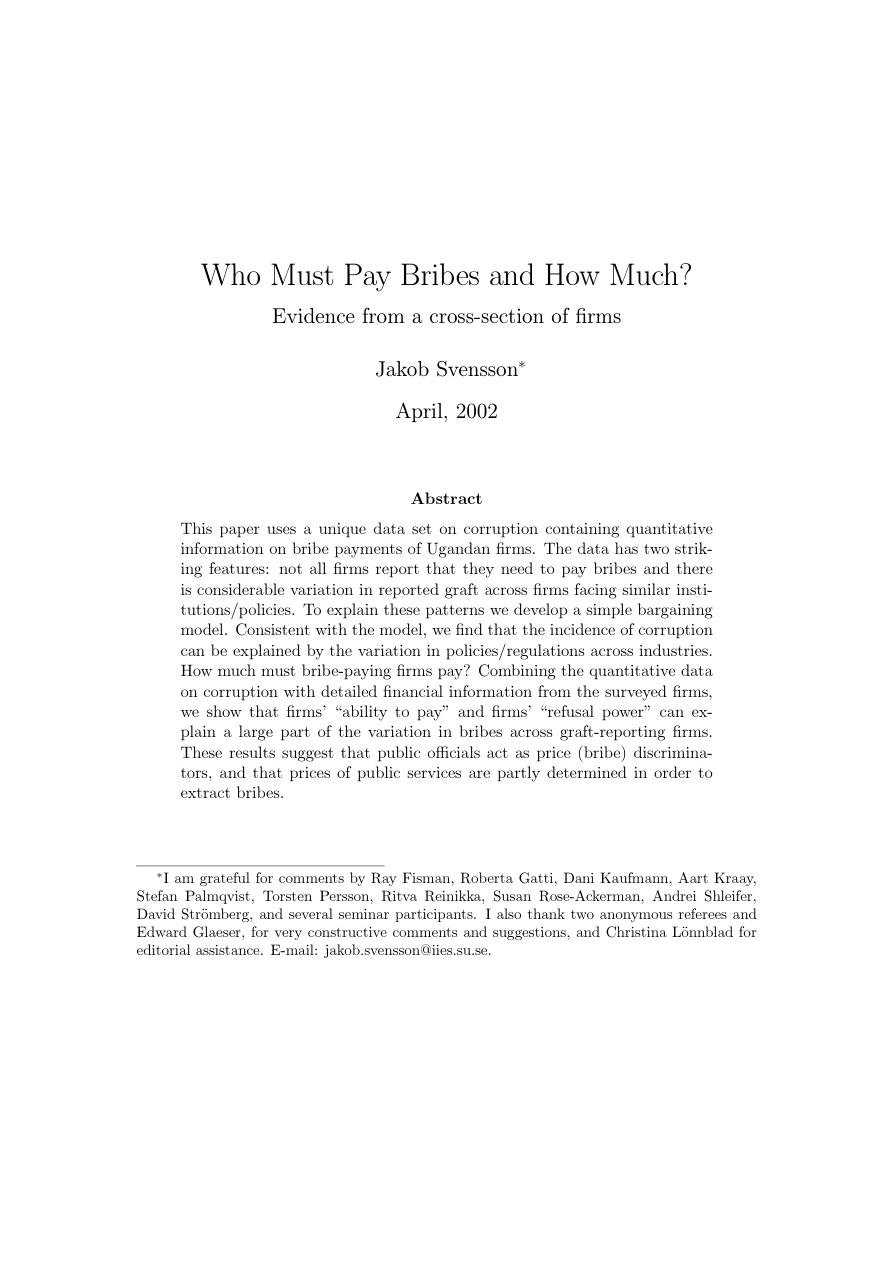 Who Must Pay Bribes and How Much?
Evidence from a cross-section of firms
Jakob Svensson*
April, 2002
Abstract
This paper uses a unique data set on corruption containing quantitative
information on bribe payments of Ugandan firms. The data has two strik-
ing features: not all firms report that they need to pay bribes and there
is considerable variation in reported graft across firms facing similar insti-
tutions/policies. To explain these patterns we develop a simple bargaining
model. Consistent with the model, we find that the incidence of corruption
can be explained by the variation in policies/regulations across industries.
How much must bribe-paying firms pay? Combining the quantitative data
on corruption with detailed financial information from the surveyed firms,
we show that firms' “ability to pay” and firms' “refusal power” can ex-
plain a large part of the variation in bribes across graft-reporting firms.
These results suggest that public officials act as price (bribe) discrimina-
tors, and that prices of public services are partly determined in order to
extract bribes.
*I am grateful for comments by Ray Fisman, Roberta Gatti, Dani Kaufmann, Aart Kraay,
Stefan Palmqvist, Torsten Persson, Ritva Reinikka, Susan Rose-Ackerman, Andrei Shleifer,
David Strömberg, and several seminar participants. I also thank two anonymous referees and
Edward Glaeser, for very constructive comments and suggestions, and Christina Lönnblad for
editorial assistance. E-mail: jakob.svensson@iies.su.se.